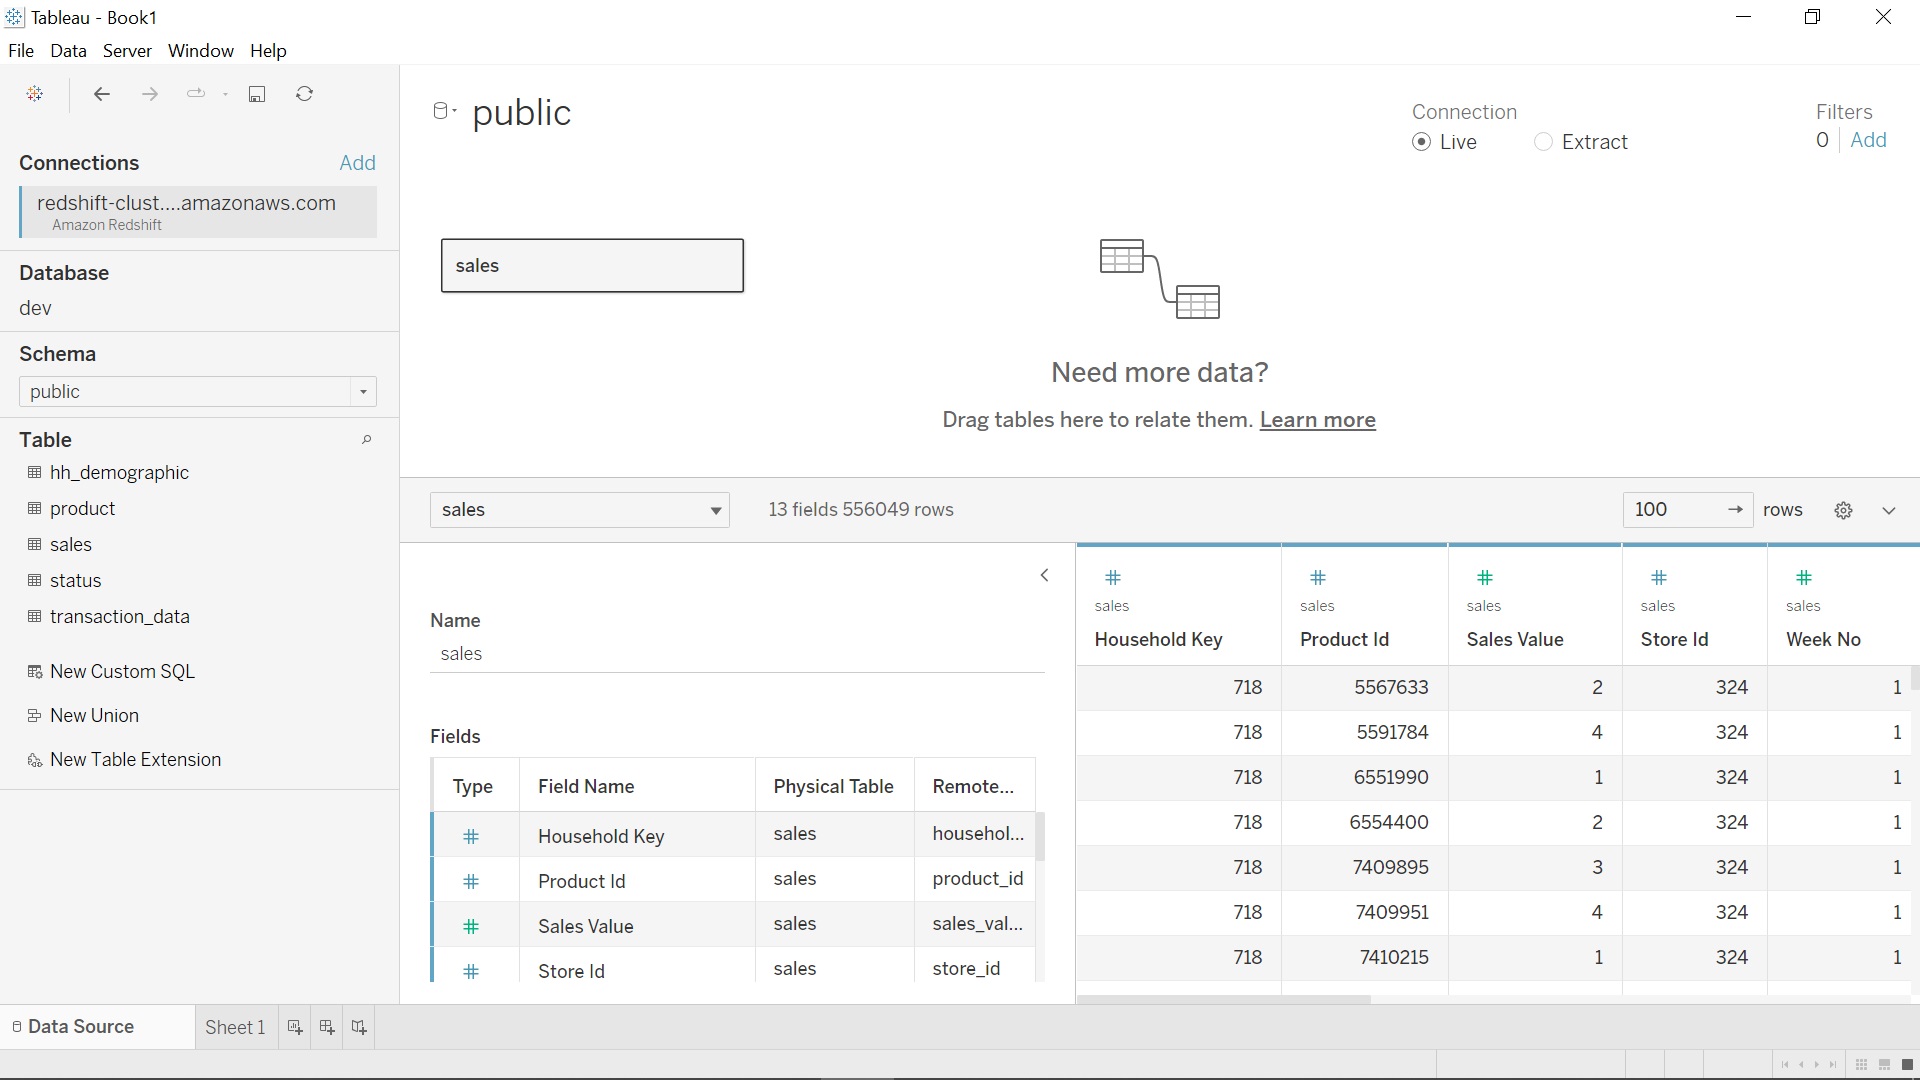 Tableau - Book1
File Data Server Window Help
Connections Add
redshift-clust....amazonaws.com
Amazon Redshift
Database
dev
Schema
public
Table
hh_demographic
product
sales
status
transaction_data
New Custom SQL
New Union
New Table Extension
public
Connection
Live Extract
Filters
0 Add
sales
Need more data?
Drag tables here to relate them. Learn more
sales 13 fields 556049 rows 100 rows
Name
sales
Fields
Type Field Name Physical Table Remote...
# Household Key sales househol...
# Product Id sales product_id
# Sales Value sales sales_val...
# Store Id sales store_id
# # # # #
sales sales sales sales sales
Household Key Product Id Sales Value Store Id Week No
718 5567633 2 324 1
718 5591784 4 324 1
718 6551990 1 324 1
718 6554400 2 324 1
718 7409895 3 324 1
718 7409951 4 324 1
718 7410215 1 324 1
Data Source Sheet 1